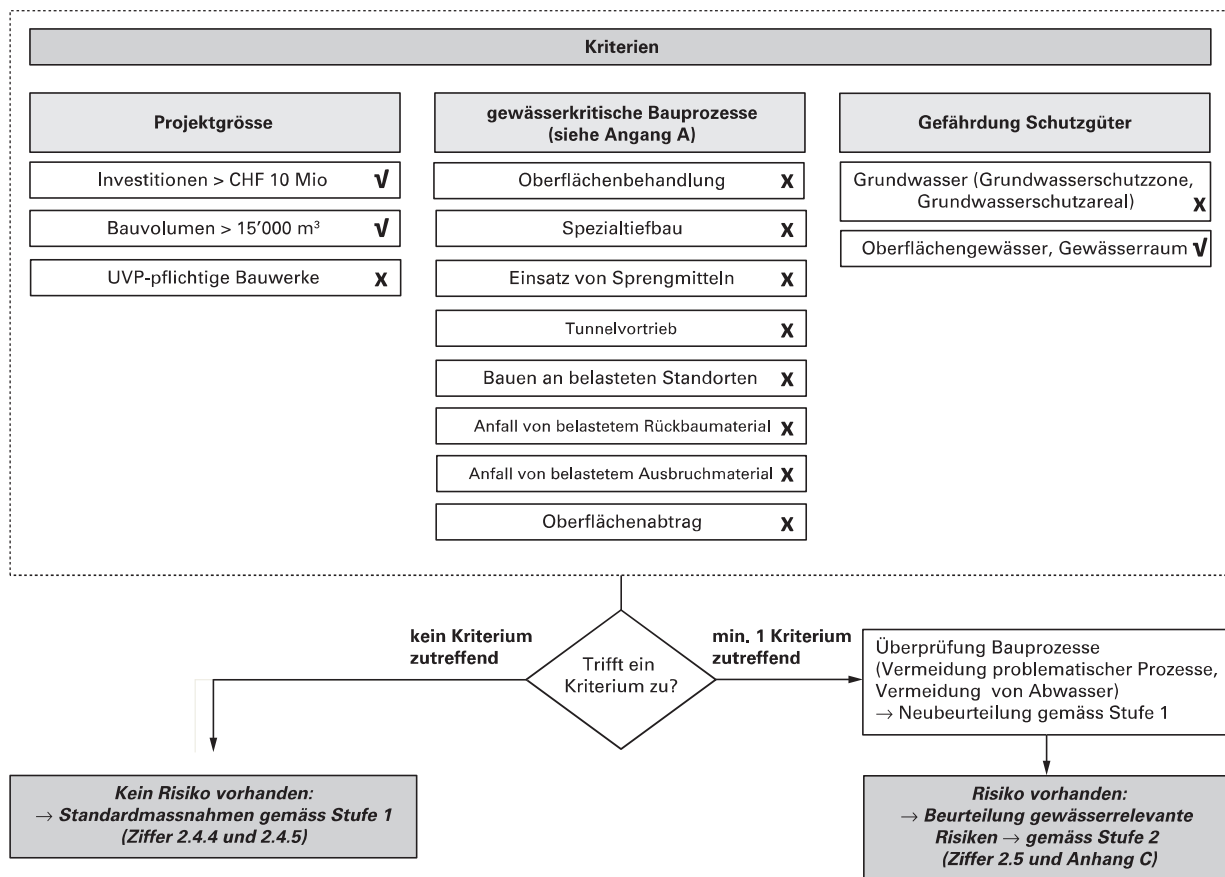 Kriterien
Projektgrösse
Investitionen > CHF 10 Mio √
Bauvolumen > 15’000 m³ √
UVP-pflichtige Bauwerke x
gewässerkritische Bauprozesse
(siehe Angang A)
Oberflächenbehandlung x
Spezialtiefbau x
Einsatz von Sprengmitteln x
Tunnelvortrieb x
Bauen an belasteten Standorten x
Anfall von belastetem Rückbaumaterial x
Anfall von belastetem Ausbruchmaterial x
Oberflächenabtrag x
Gefährdung Schutzgüter
Grundwasser (Grundwasserschutzzone,
Grundwasserschutzareal) x
Oberflächengewässer, Gewässerraum √
Trifft ein
Kriterium zu?
kein Kriterium
zutreffend
min. 1 Kriterium
zutreffend
Überprüfung Bauprozesse
(Vermeidung problematischer Prozesse,
Vermeidung von Abwasser)
→ Neubeurteilung gemäss Stufe 1
Kein Risiko vorhanden:
→ Standardmassnahmen gemäss Stufe 1
(Ziffer 2.4.4 und 2.4.5)
Risiko vorhanden:
→ Beurteilung gewässerrelevante
Risiken → gemäss Stufe 2
(Ziffer 2.5 und Anhang C)